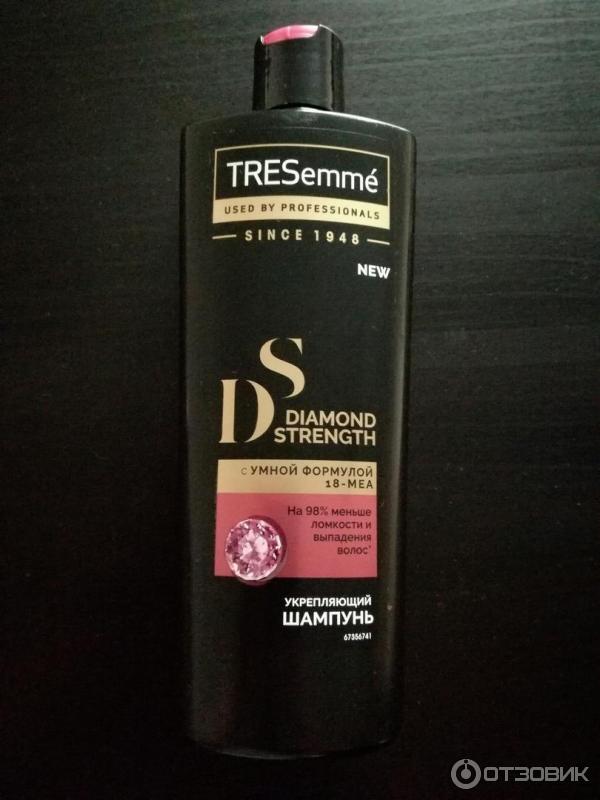 TRESemmé
USED BY PROFESSIONALS
SINCE 1948
NEW
DS
DIAMOND
STRENGTH
с УМНОЙ ФОРМУЛОЙ
18-MEA
На 98% меньше
ломкости и
выпадения
волос*
УКРЕПЛЯЮЩИЙ
ШАМПУНЬ
67356741
ОТЗОВИК